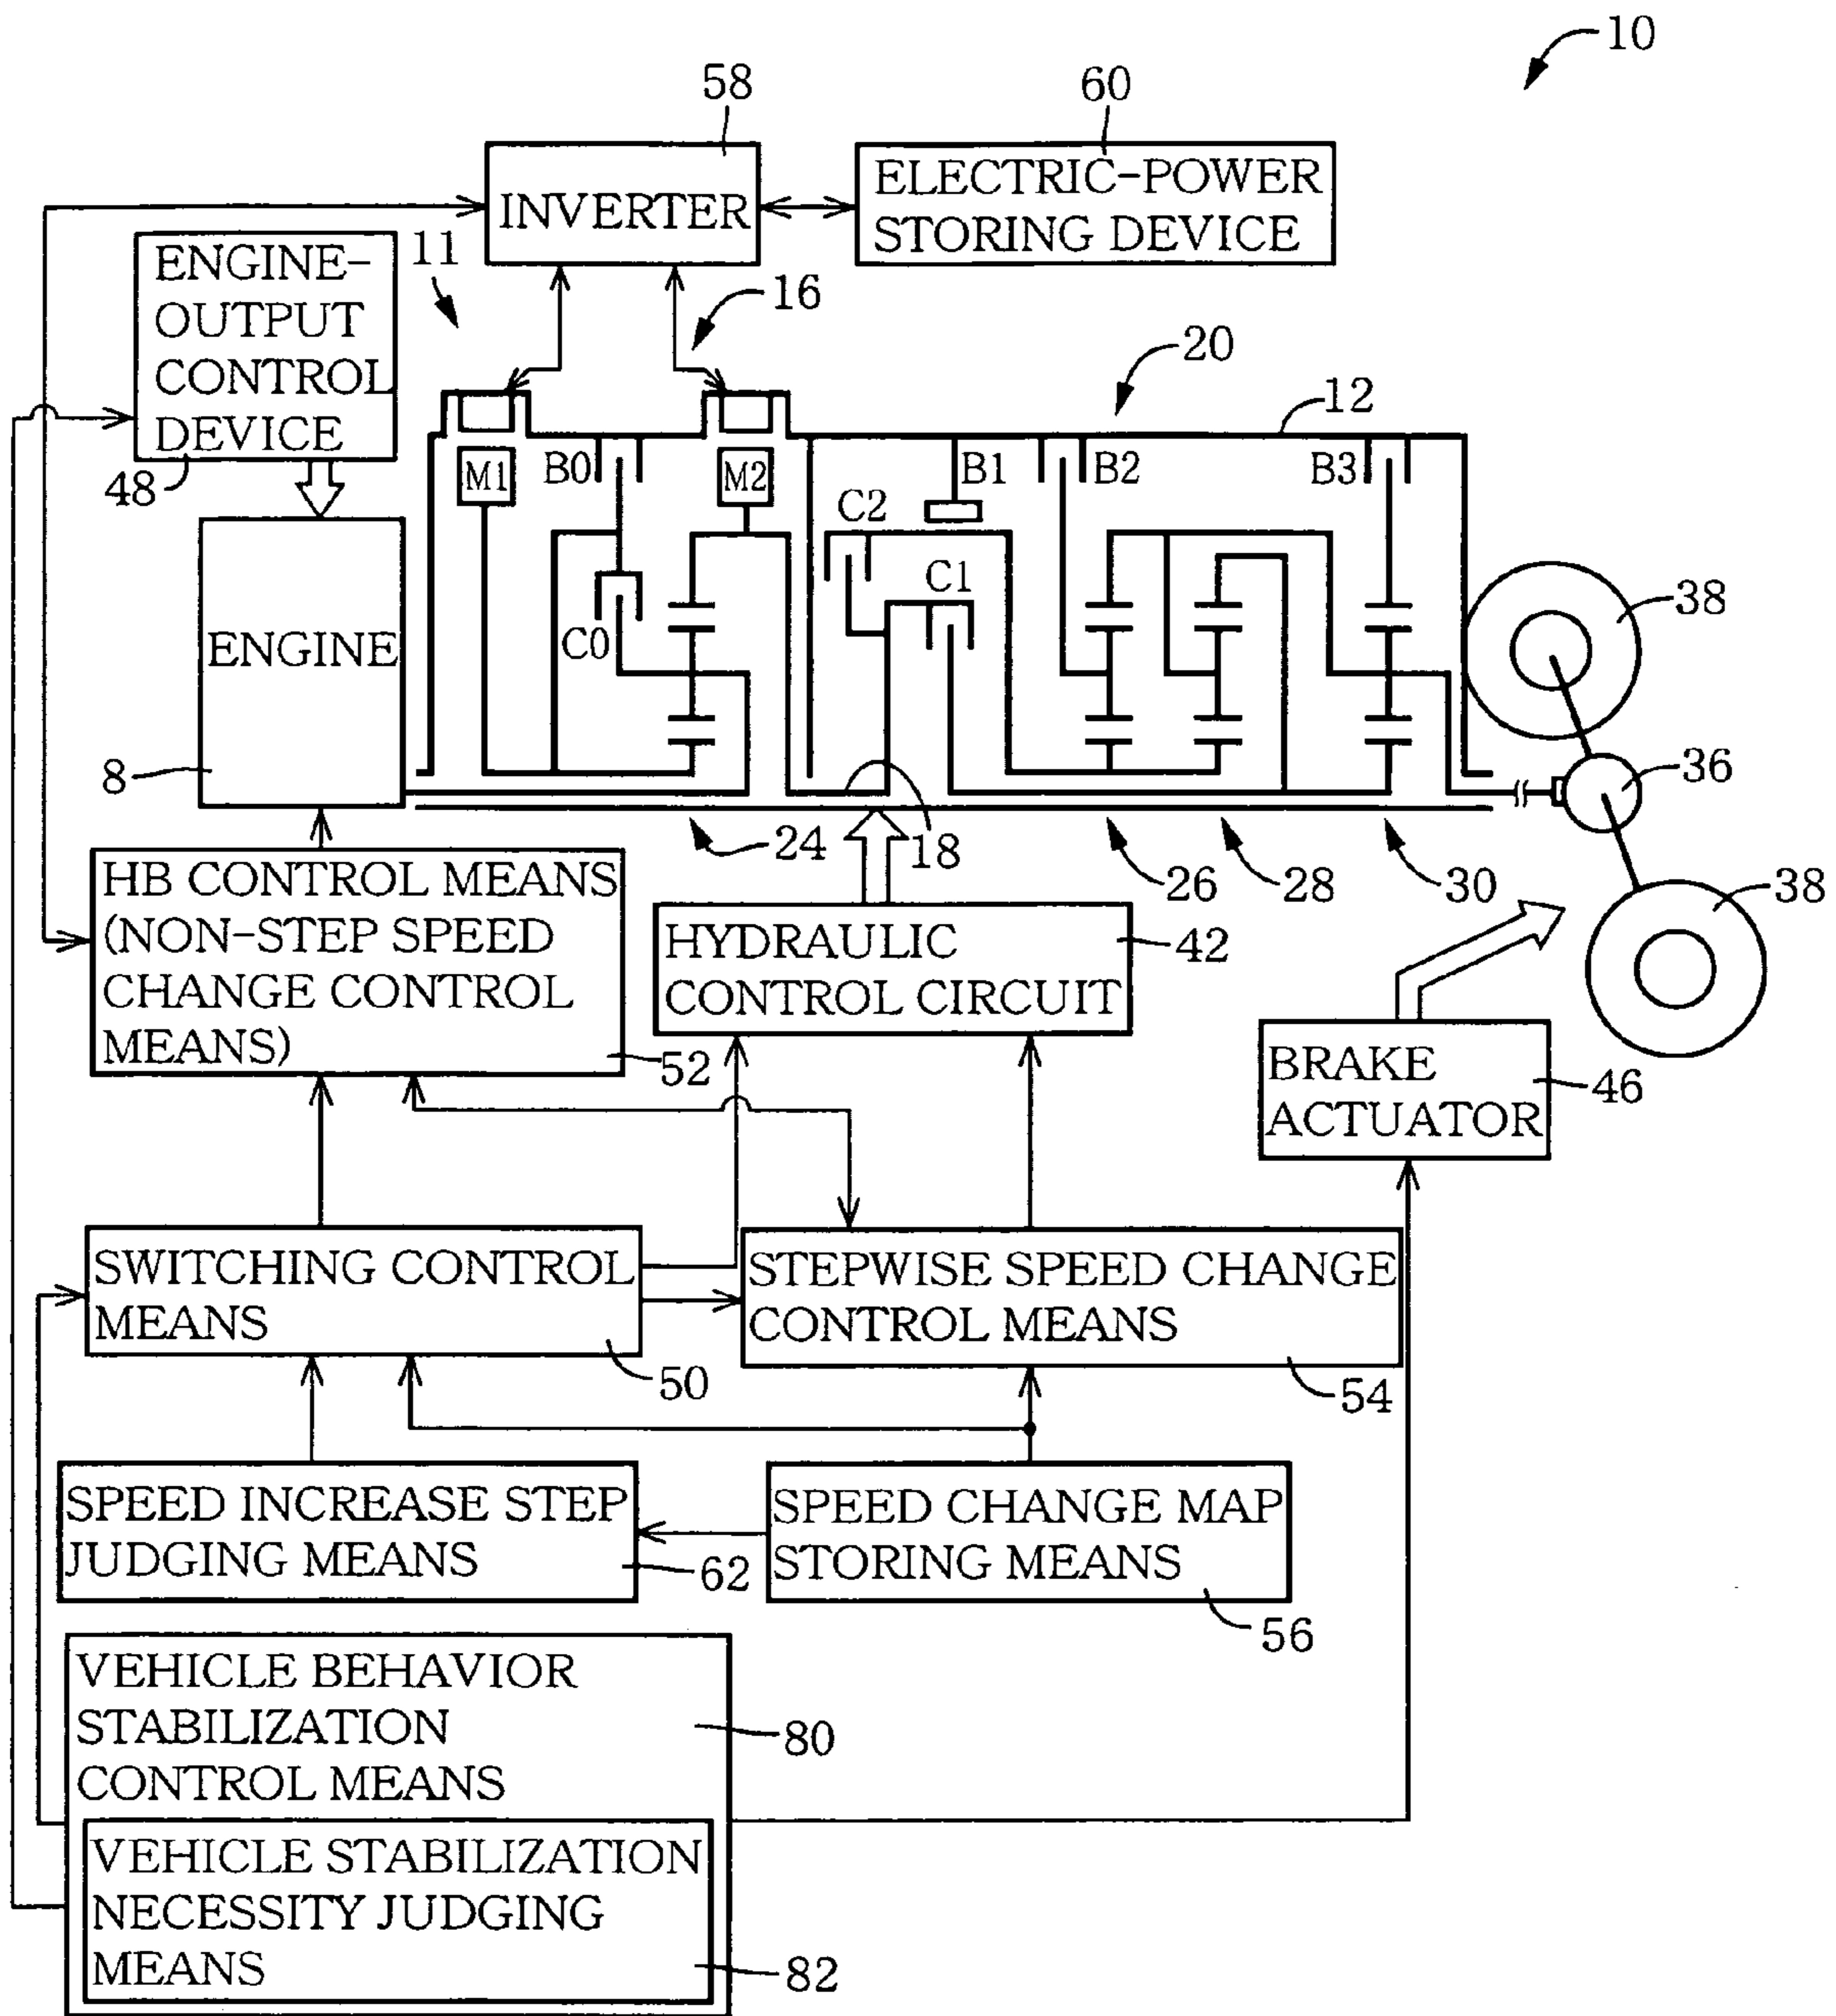 10
58
60
INVERTER
ELECTRIC-POWER
STORING DEVICE
11
16
ENGINE-
OUTPUT
CONTROL
DEVICE
48
20
12
M1
B0
M2
B1
B2
B3
C2
C1
C0
ENGINE
8
38
36
38
24
18
26
28
30
HB CONTROL MEANS
(NON-STEP SPEED
CHANGE CONTROL
MEANS)
52
HYDRAULIC
CONTROL CIRCUIT
42
BRAKE
ACTUATOR
46
SWITCHING CONTROL
MEANS
50
STEPWISE SPEED CHANGE
CONTROL MEANS
54
SPEED INCREASE STEP
JUDGING MEANS
62
SPEED CHANGE MAP
STORING MEANS
56
VEHICLE BEHAVIOR
STABILIZATION
CONTROL MEANS
80
VEHICLE STABILIZATION
NECESSITY JUDGING
MEANS
82